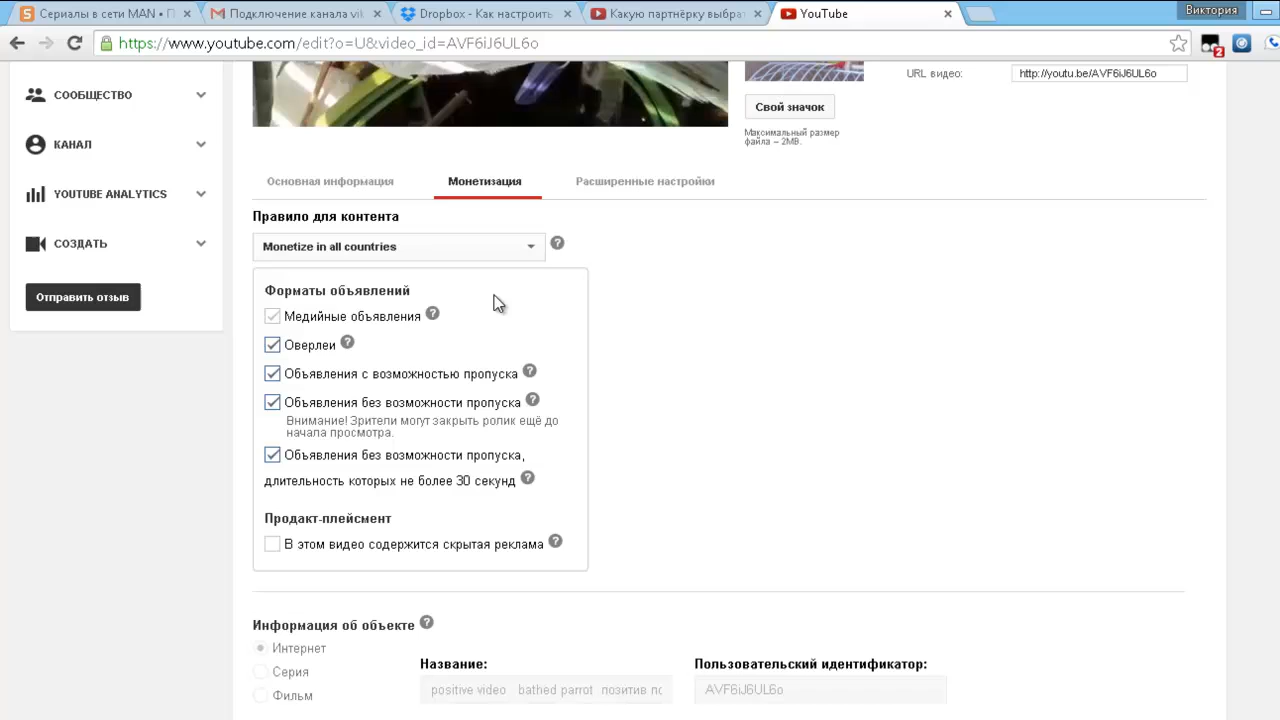 Сериалы в сети MAN • П
Подключение канала vik
Dropbox - Как настроить
Какую партнёрку выбрат
YouTube
Виктория
https://www.youtube.com/edit?o=U&video_id=AVF6iJ6UL6o
2
СООБЩЕСТВО
URL видео:
http://youtu.be/AVF6iJ6UL6o
Свой значок
Максимальный размер
файла – 2МВ.
КАНАЛ
Основная информация
Монетизация
Расширенные настройки
YOUTUBE ANALYTICS
Правило для контента
СОЗДАТЬ
Monetize in all countries
Отправить отзыв
Форматы объявлений
Медийные объявления
Оверлеи
Объявления с возможностью пропуска
Объявления без возможности пропуска
Внимание! Зрители могут закрыть ролик ещё до
начала просмотра.
Объявления без возможности пропуска,
длительность которых не более 30 секунд
Продакт-плейсмент
В этом видео содержится скрытая реклама
Информация об объекте
Интернет
Серия
Фильм
Название:
Пользовательский идентификатор:
positive video bathed parrot позитив по
AVF6iJ6UL6o